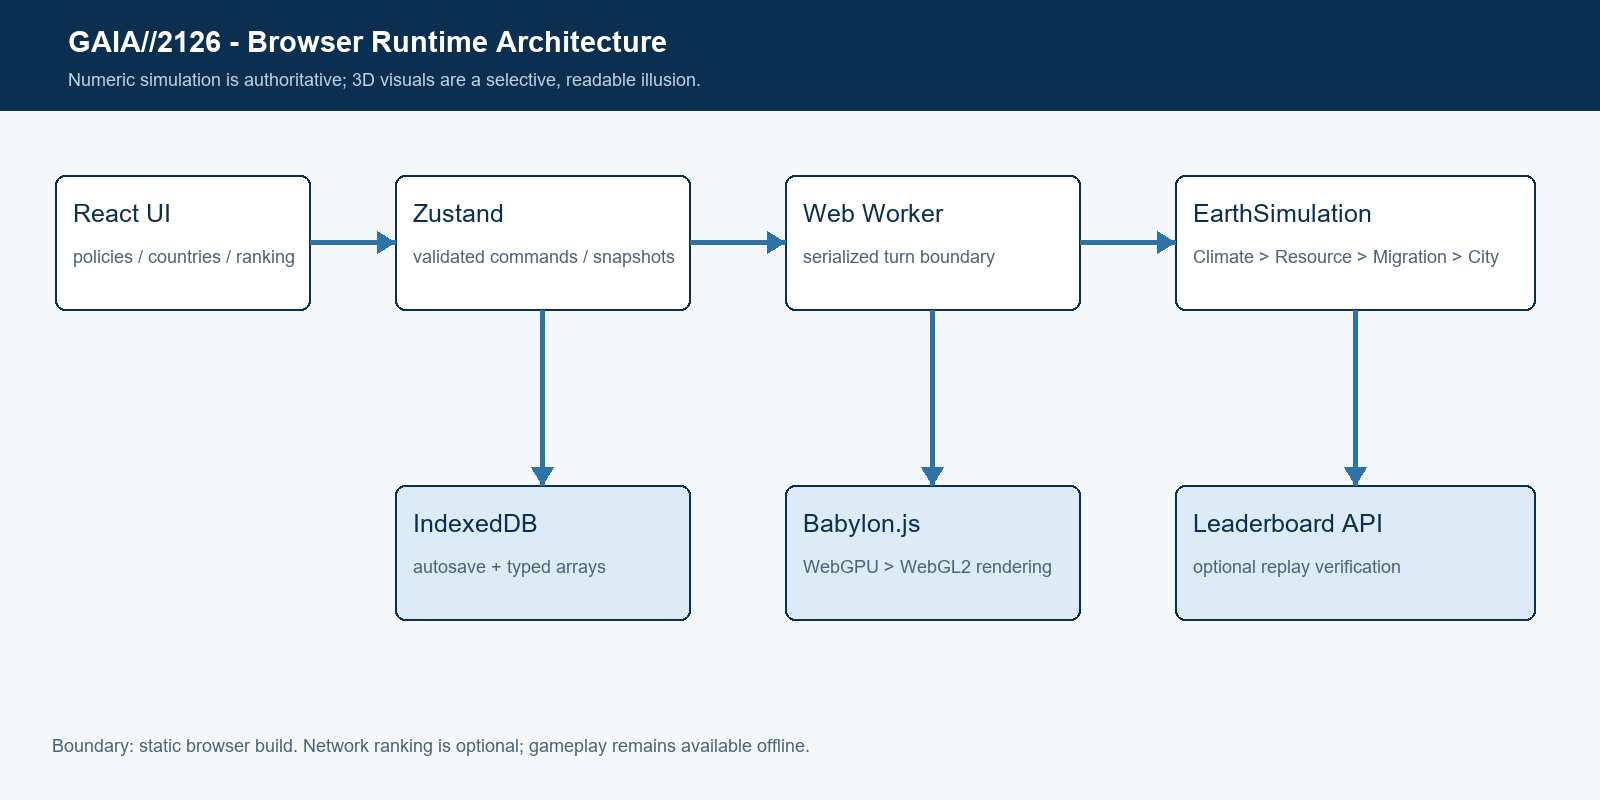 GAIA//2126 - Browser Runtime Architecture
Numeric simulation is authoritative; 3D visuals are a selective, readable illusion.
React UI
policies / countries / ranking
Zustand
validated commands / snapshots
Web Worker
serialized turn boundary
EarthSimulation
Climate > Resource > Migration > City
IndexedDB
autosave + typed arrays
Babylon.js
WebGPU > WebGL2 rendering
Leaderboard API
optional replay verification
Boundary: static browser build. Network ranking is optional; gameplay remains available offline.